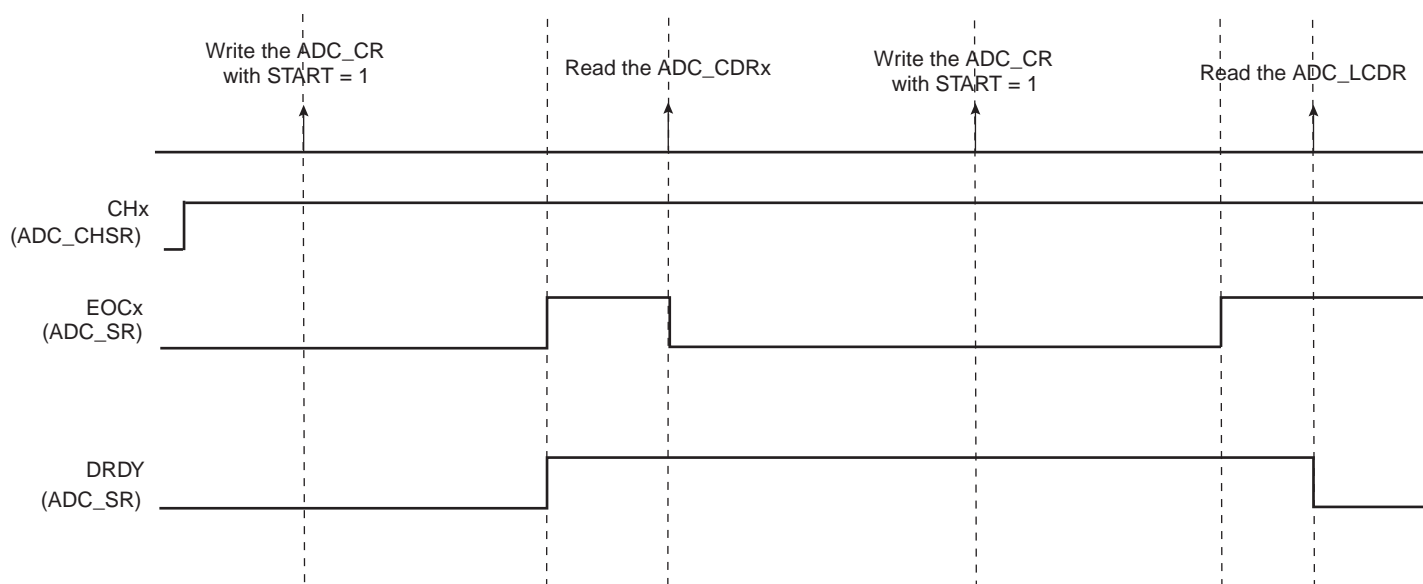 Write the ADC_CR
with START = 1
Read the ADC_CDRx
Write the ADC_CR
with START = 1
Read the ADC_LCDR
CHx
(ADC_CHSR)
EOCx
(ADC_SR)
DRDY
(ADC_SR)